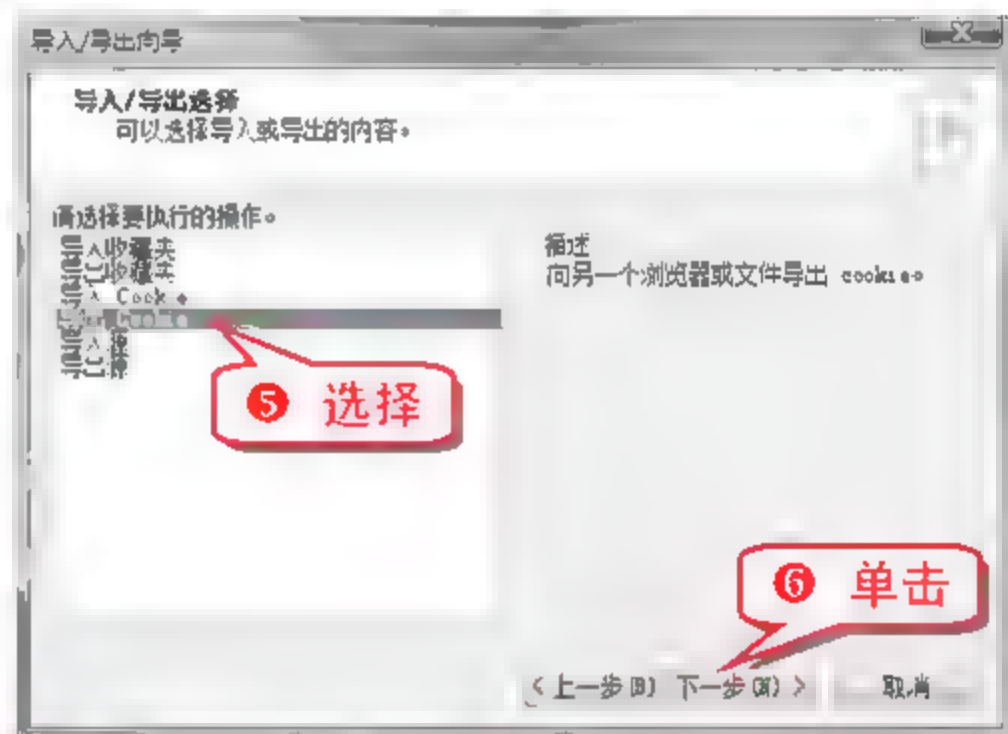 导入/导出向导
导入/导出选择
可以选择导入或导出的内容。
请选择要执行的操作。
导入收藏夹
导出收藏夹
导入 Cookie
导出 Cookie
描述
向另一个浏览器或文件导出 cookie。
❺ 选择
❻ 单击
< 上一步(B) 下一步(N) > 取消